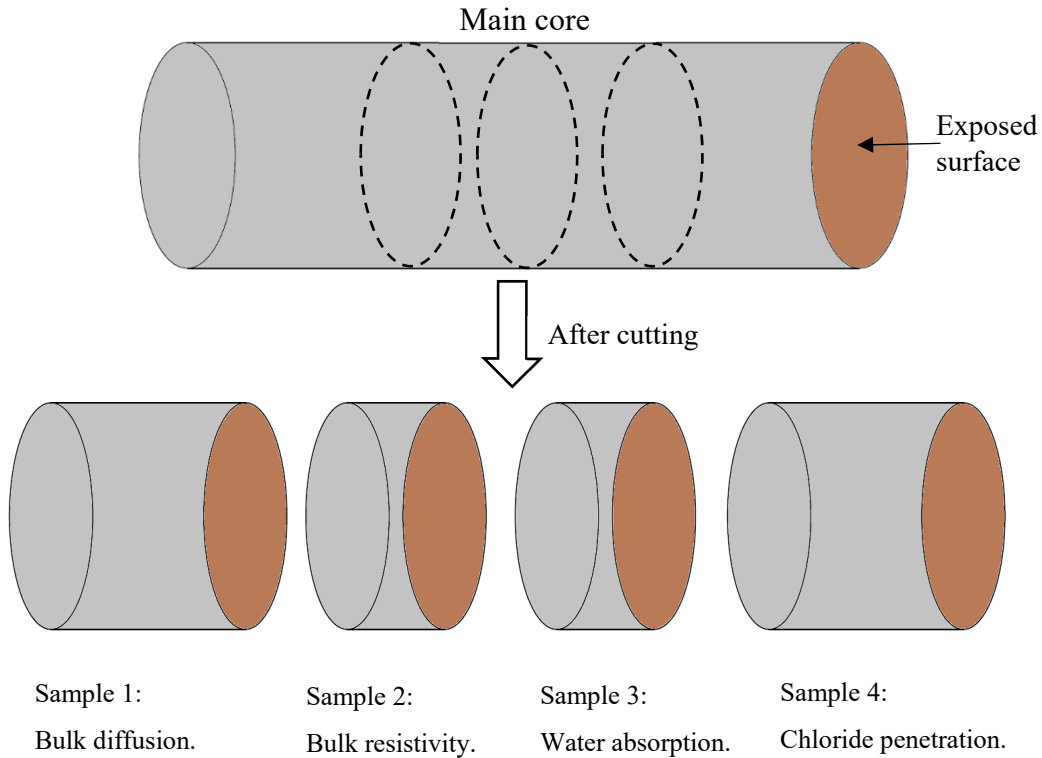 Main core
Exposed
surface
After cutting
Sample 1:
Bulk diffusion.
Sample 2:
Bulk resistivity.
Sample 3:
Water absorption.
Sample 4:
Chloride penetration.